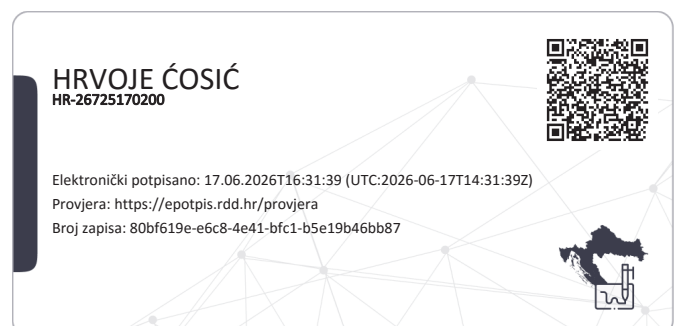 HRVOJE ĆOSIĆ
HR-26725170200
Elektronički potpisano: 17.06.2026T16:31:39 (UTC:2026-06-17T14:31:39Z)
Provjera: https://epotpis.rdd.hr/provjera
Broj zapisa: 80bf619e-e6c8-4e41-bfc1-b5e19b46bb87